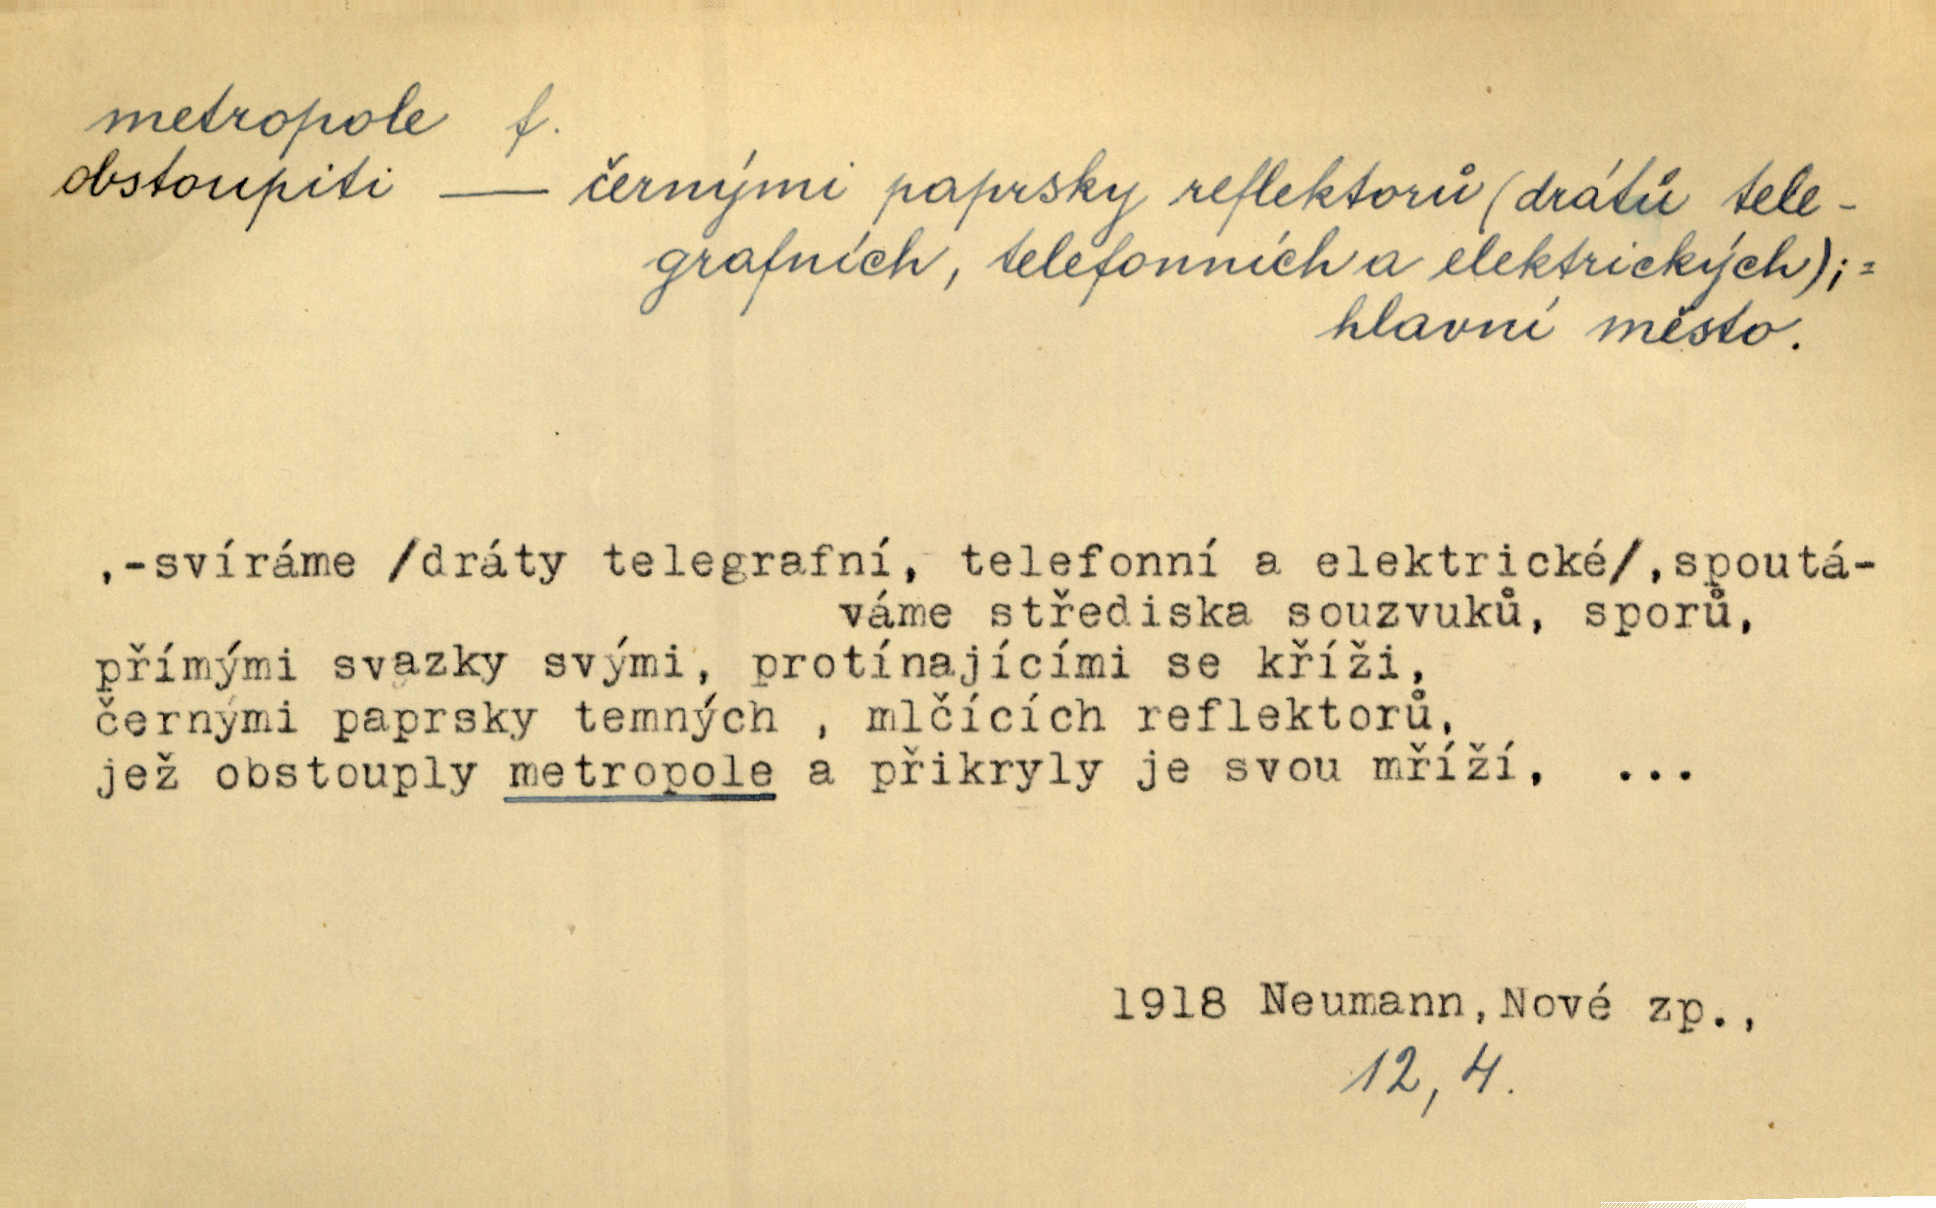 metropole f.
obstoupiti — černými paprsky reflektorů (drátů tele-
grafních, telefonních a elektrických); =
hlavní město.
,-svíráme /dráty telegrafní, telefonní a elektrické/,spoutá-
váme střediska souzvuků, sporů,
přímými svazky svými, protínajícími se kříži,
černými paprsky temných , mlčících reflektorů,
jež obstouply metropole a přikryly je svou mříží, ...
1918 Neumann,Nové zp.,
12, 4.